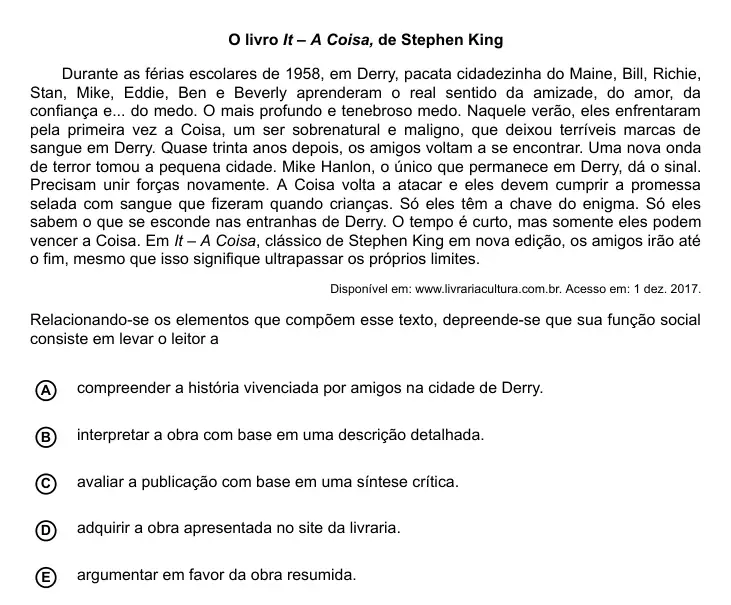 O livro It – A Coisa, de Stephen King
Durante as férias escolares de 1958, em Derry, pacata cidadezinha do Maine, Bill, Richie,
Stan, Mike, Eddie, Ben e Beverly aprenderam o real sentido da amizade, do amor, da
confiança e... do medo. O mais profundo e tenebroso medo. Naquele verão, eles enfrentaram
pela primeira vez a Coisa, um ser sobrenatural e maligno, que deixou terríveis marcas de
sangue em Derry. Quase trinta anos depois, os amigos voltam a se encontrar. Uma nova onda
de terror tomou a pequena cidade. Mike Hanlon, o único que permanece em Derry, dá o sinal.
Precisam unir forças novamente. A Coisa volta a atacar e eles devem cumprir a promessa
selada com sangue que fizeram quando crianças. Só eles têm a chave do enigma. Só eles
sabem o que se esconde nas entranhas de Derry. O tempo é curto, mas somente eles podem
vencer a Coisa. Em It – A Coisa, clássico de Stephen King em nova edição, os amigos irão até
o fim, mesmo que isso signifique ultrapassar os próprios limites.
Disponível em: www.livrariacultura.com.br. Acesso em: 1 dez. 2017.
Relacionando-se os elementos que compõem esse texto, depreende-se que sua função social
consiste em levar o leitor a
A compreender a história vivenciada por amigos na cidade de Derry.
B interpretar a obra com base em uma descrição detalhada.
C avaliar a publicação com base em uma síntese crítica.
D adquirir a obra apresentada no site da livraria.
E argumentar em favor da obra resumida.